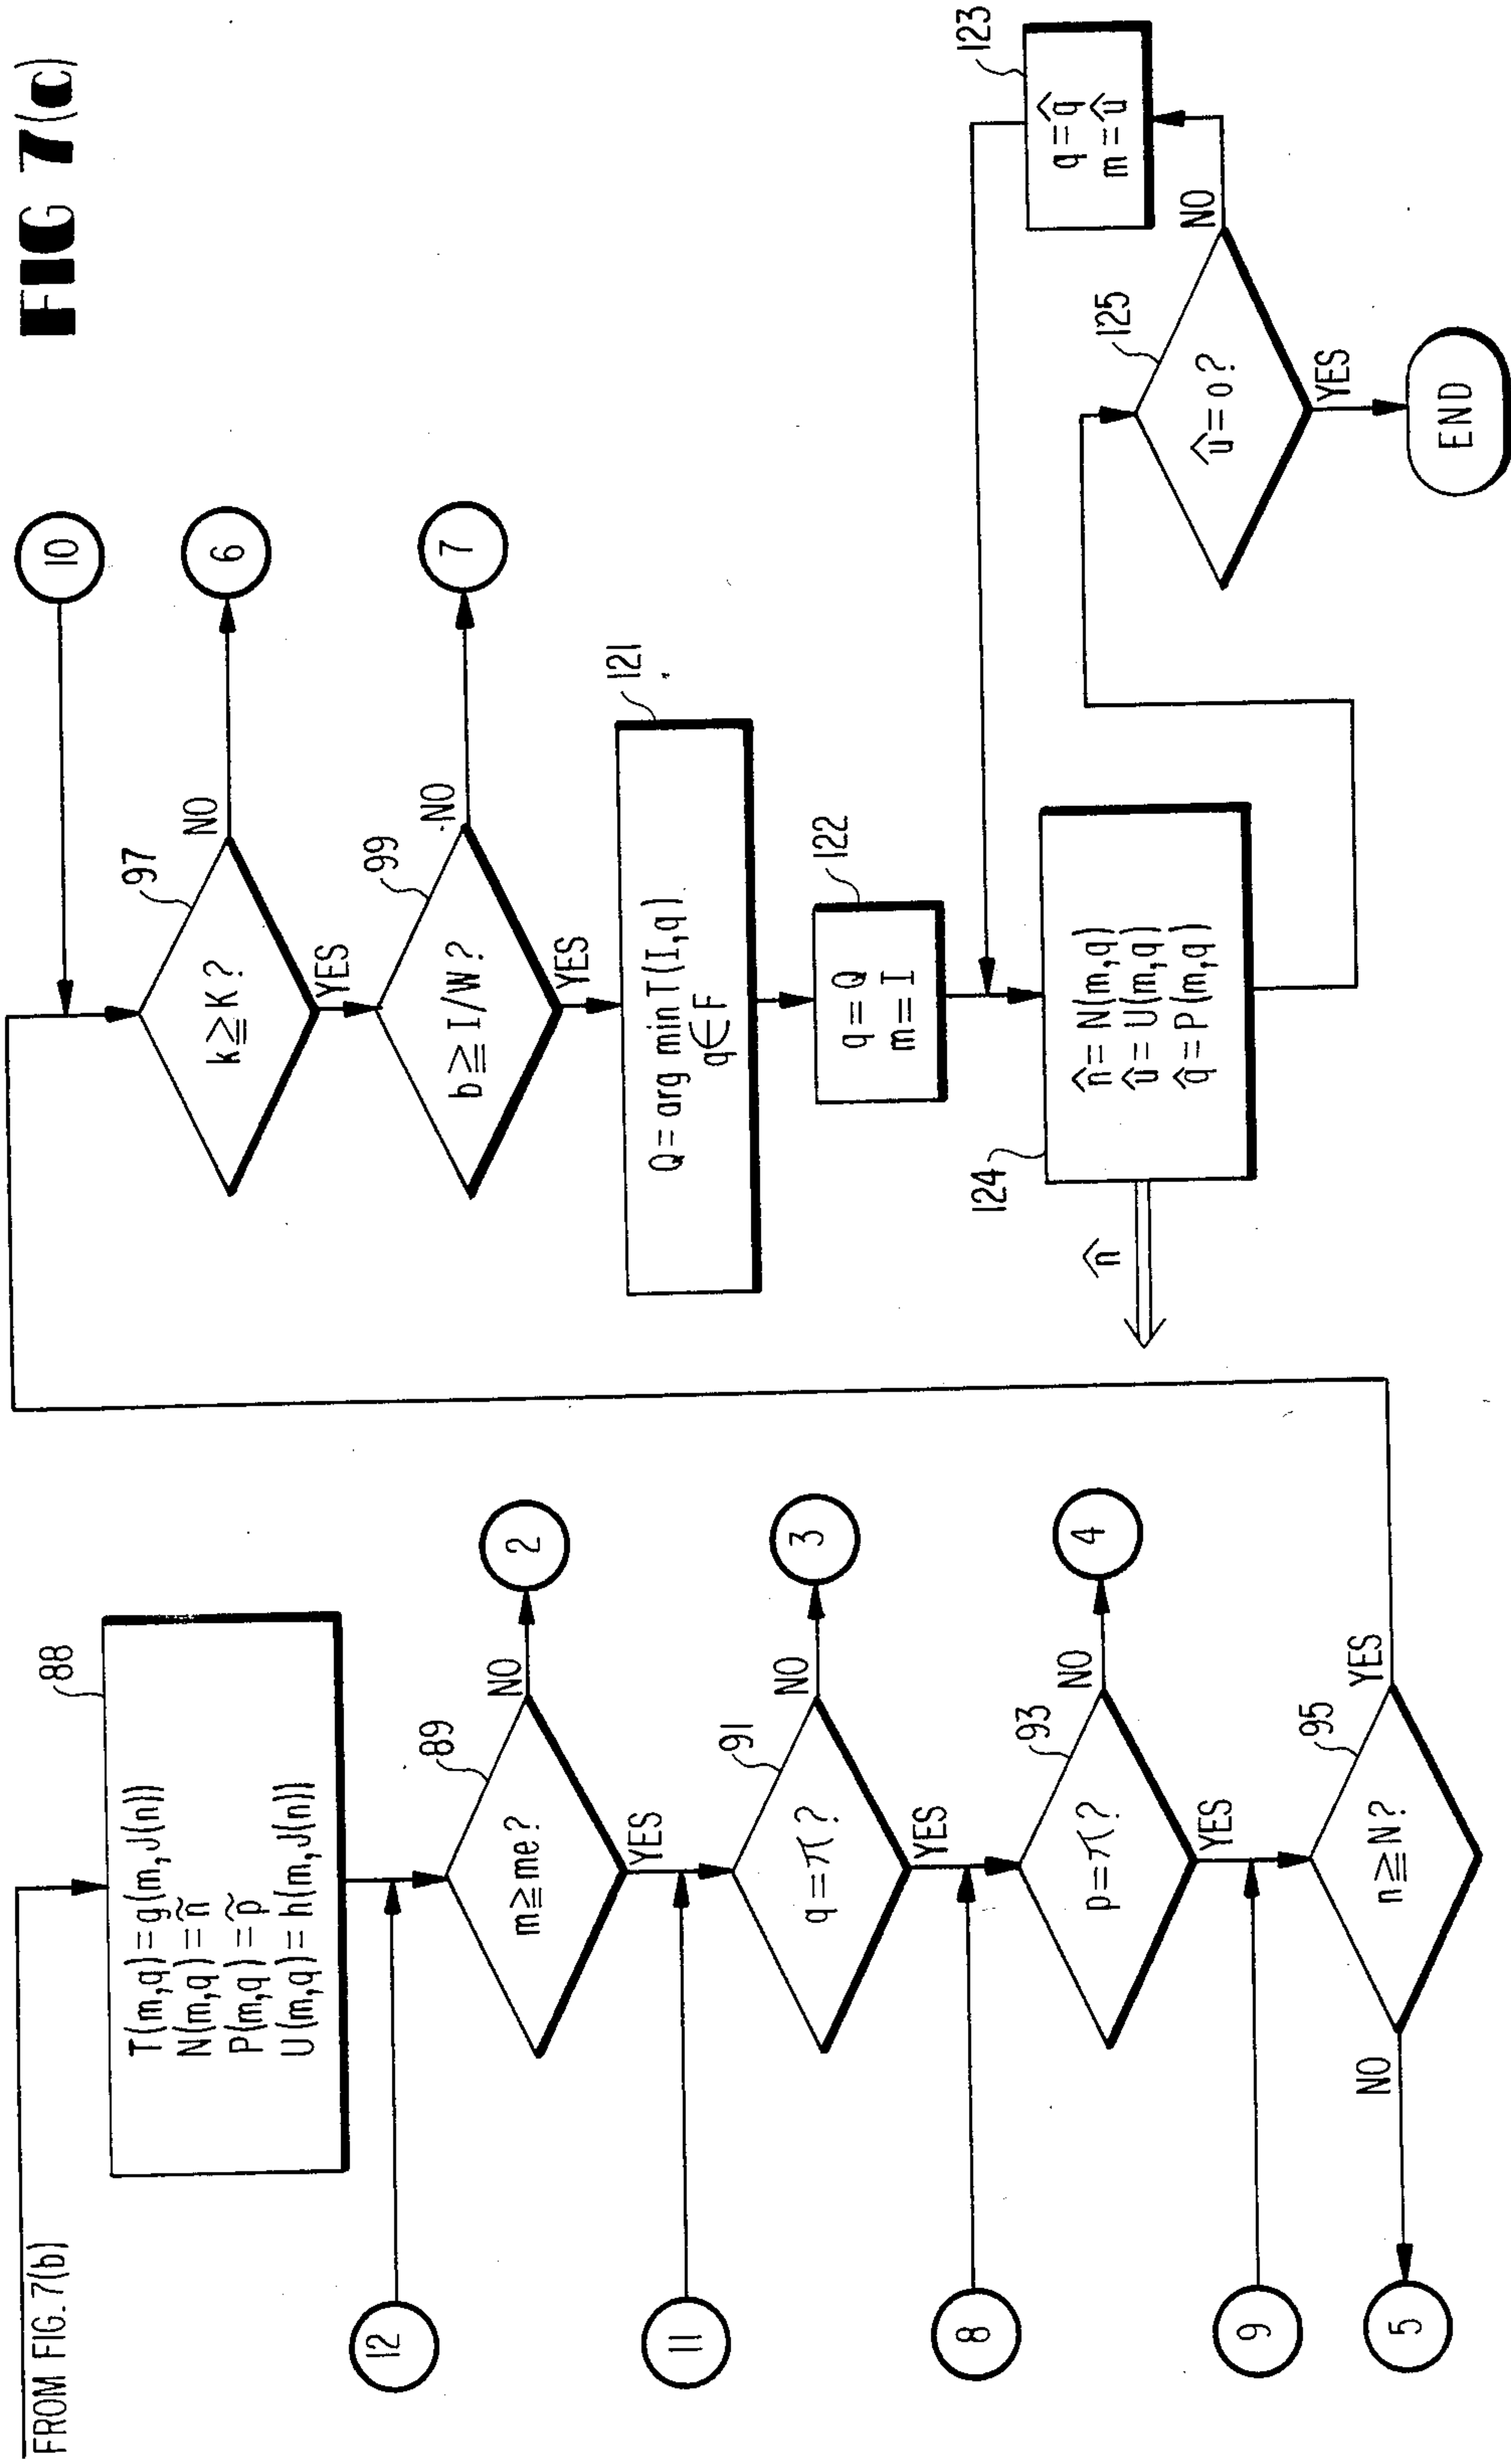 FIG 7(c)
FROM FIG. 7(b)
88
T(m,q)=g(m,J(n))
N(m,q)=ñ
P(m,q)=p̃
U(m,q)=h(m,J(n))
12
89
m≧me?
NO
2
YES
11
91
q=π?
NO
3
YES
8
93
p=π?
NO
4
YES
9
95
n≧N?
YES
NO
5
10
97
k≧K?
NO
6
YES
99
b≧I/W?
NO
7
YES
121
Q=arg min T(I,q)
q∈F
122
q=Q
m=I
124
n̂=N(m,q)
û=U(m,q)
q̂=P(m,q)
n̂
125
û=o?
NO
YES
END
123
q=q̂
m=û